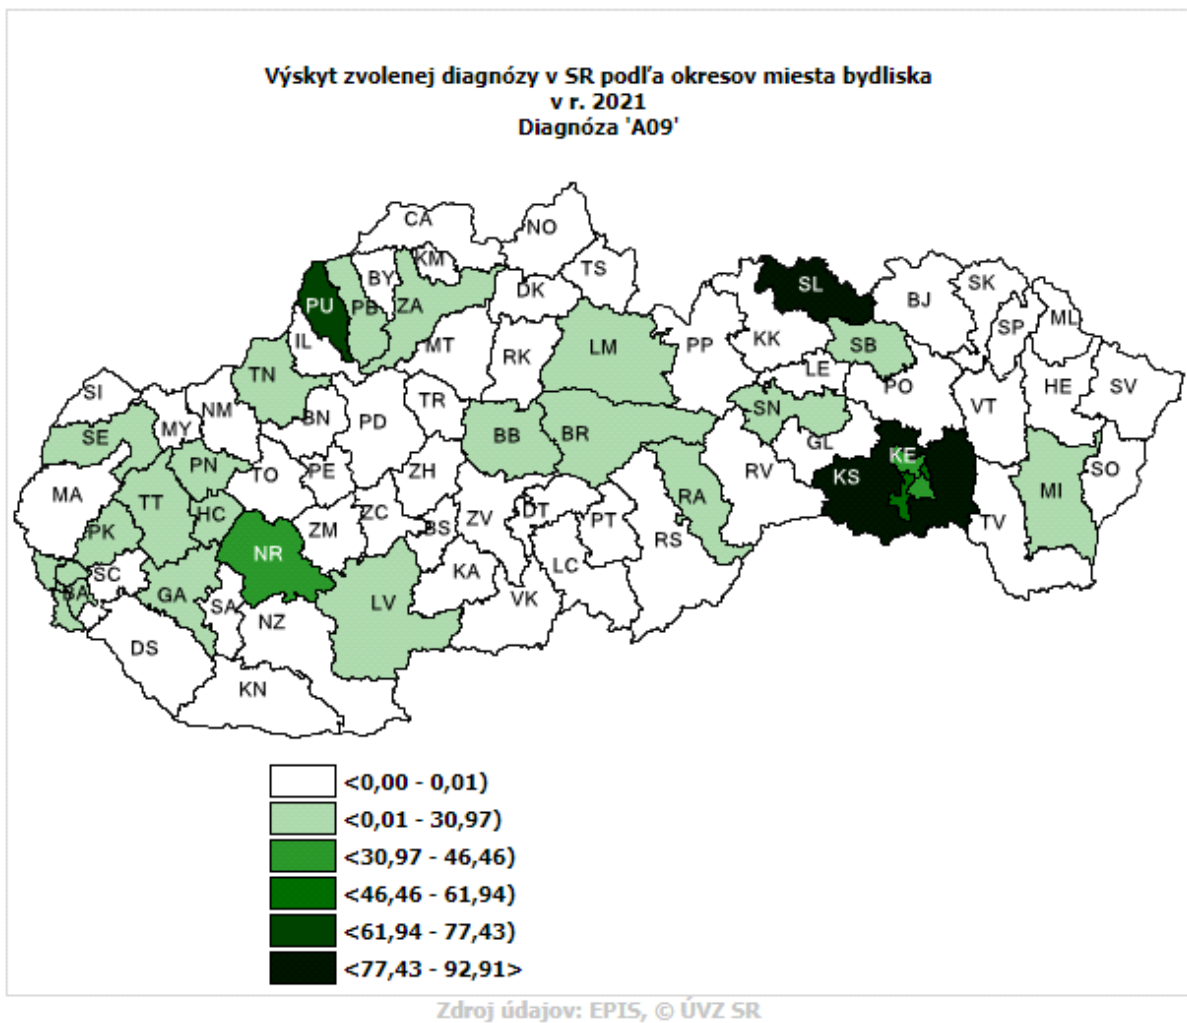 Výskyt zvolenej diagnózy v SR podľa okresov miesta bydliska
v r. 2021
Diagnóza 'A09'
CA
NO
KM
BY
TS
SL
SK
BJ
DK
PU
PB
ZA
SP
ML
IL
MT
RK
LM
PP
KK
SB
LE
PO
TN
HE
SV
SI
NM
BN
TR
PD
SN
VT
MY
SE
BB
BR
GL
PN
TO
PE
ZH
KE
RV
KS
SO
MA
TT
HC
ZM
ZC
BS
ZV
DT
PT
RA
MI
PK
NR
RS
TV
SC
BA
GA
SA
LV
KA
LC
VK
NZ
DS
KN
<0,00 - 0,01)
<0,01 - 30,97)
<30,97 - 46,46)
<46,46 - 61,94)
<61,94 - 77,43)
<77,43 - 92,91>
Zdroj údajov: EPIS, © ÚVZ SR